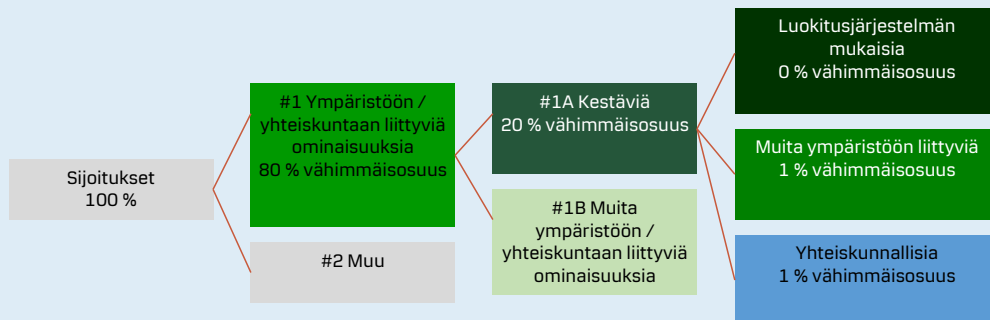 Sijoitukset
100 %
#1 Ympäristöön /
yhteiskuntaan liittyviä
ominaisuuksia
80 % vähimmäisosuus
#2 Muu
#1A Kestäviä
20 % vähimmäisosuus
#1B Muita
ympäristöön /
yhteiskuntaan liittyviä
ominaisuuksia
Luokitusjärjestelmän
mukaisia
0 % vähimmäisosuus
Muita ympäristöön liittyviä
1 % vähimmäisosuus
Yhteiskunnallisia
1 % vähimmäisosuus